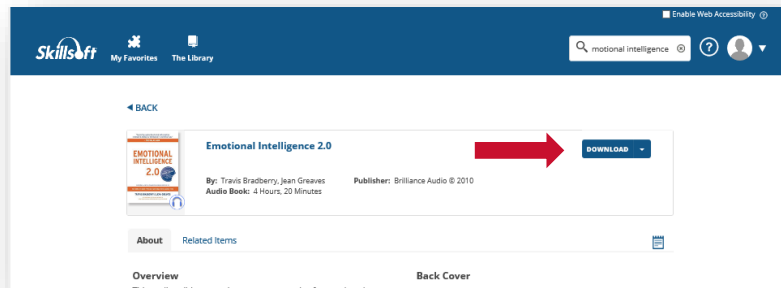 Enable Web Accessibility ?
Skillsoft
My Favorites The Library
motional intelligence
?
BACK
EMOTIONAL
INTELLIGENCE
2.0
Emotional Intelligence 2.0
DOWNLOAD
By: Travis Bradberry, Jean Greaves Publisher: Brilliance Audio © 2010
Audio Book: 4 Hours, 20 Minutes
About Related Items
Overview Back Cover